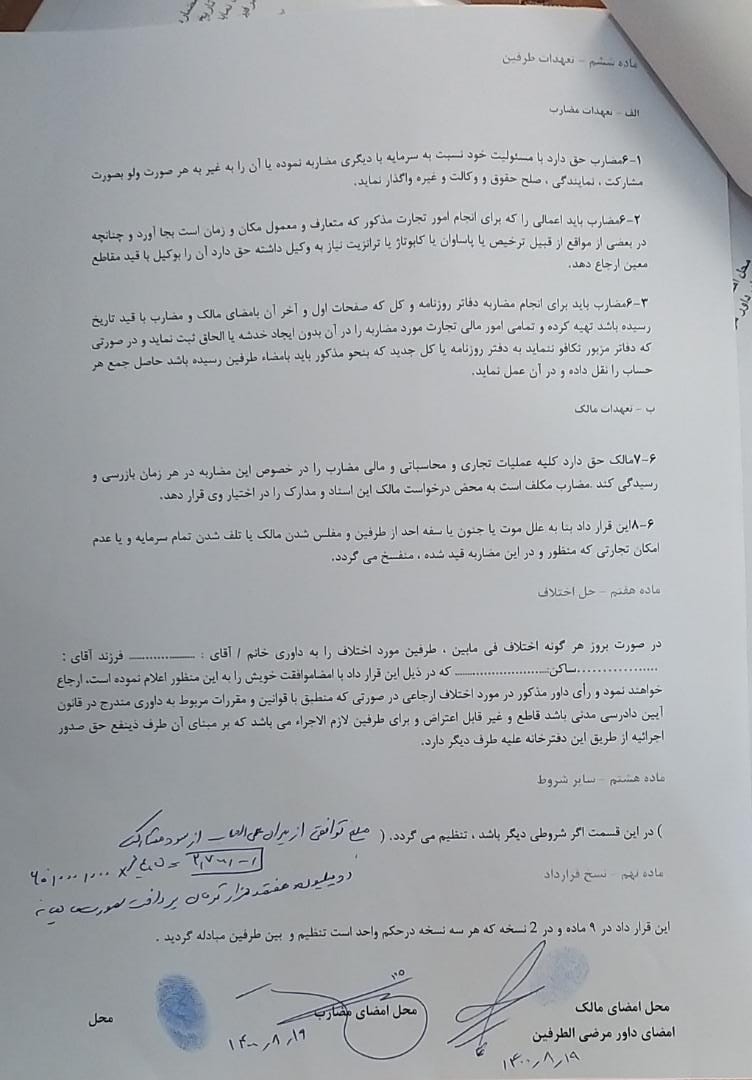 ماده ششم – تعهدات طرفین
الف – تعهدات مضارب
۶-۱مضارب حق دارد با مسئولیت خود نسبت به سرمایه با دیگری مضاربه نموده یا آن را به غیر به هر صورت ولو بصورت
مشارکت ، نمایندگی ، صلح حقوق و وکالت و غیره واگذار نماید.
۶-۲مضارب باید اعمالی را که برای انجام امور تجارت مذکور که متعارف و معمول مکان و زمان است بجا آورد و چنانچه
در بعضی از مواقع از قبیل ترخیص یا پاساوان یا کابوتاژ یا ترانزیت نیاز به وکیل داشته حق دارد آن را بوکیل با قید مقاطع
معین ارجاع دهد.
۶-۳مضارب باید برای انجام مضاربه دفاتر روزنامه و کل که صفحات اول و آخر آن بامضای مالک و مضارب با قید تاریخ
رسیده باشد تهیه کرده و تمامی امور مالی تجارت مورد مضاربه را در آن بدون ایجاد خدشه یا الحاق ثبت نماید و در صورتی
که دفاتر مزبور تکافو ننماید به دفتر روزنامه یا کل جدید که بنحو مذکور باید بامضاء طرفین رسیده باشد حاصل جمع هر
حساب را نقل داده و در آن عمل نماید.
ب – تعهدات مالک
۶-۷مالک حق دارد کلیه عملیات تجاری و محاسباتی و مالی مضارب را در خصوص این مضاربه در هر زمان بازرسی و
رسیدگی کند .مضارب مکلف است به محض درخواست مالک این اسناد و مدارک را در اختیار وی قرار دهد.
۶-۸این قرار داد بنا به علل موت یا جنون یا سفه احد از طرفین و مفلس شدن مالک یا تلف شدن تمام سرمایه و یا عدم
امکان تجارتی که منظور و در این مضاربه قید شده ، منفسخ می گردد.
ماده هفتم – حل اختلاف
در صورت بروز هر گونه اختلاف فی مابین ، طرفین مورد اختلاف را به داوری خانم / آقای : .................. فرزند آقای :
..................ساکن:........................ که در ذیل این قرار داد با امضاموافقت خویش را به این منظور اعلام نموده است، ارجاع
خواهند نمود و رأی داور مذکور در مورد اختلاف ارجاعی در صورتی که منطبق با قوانین و مقررات مربوط به داوری مندرج در قانون
آیین دادرسی مدنی باشد قاطع و غیر قابل اعتراض و برای طرفین لازم الاجراء می باشد که بر مبنای آن طرف ذینفع حق صدور
اجرائیه از طریق این دفترخانه علیه طرف دیگر دارد.
ماده هشتم – سایر شروط
) در این قسمت اگر شروطی دیگر باشد ، تنظیم می گردد. ( مبلغ توافقی از میزان علی الحساب از سود مشارکت
ماده نهم – نسخ قرارداد
دو میلیون هفتصد هزار تومان پرداخت بصورت ماهیانه
این قرار داد در ۹ ماده و در 2 نسخه که هر سه نسخه درحکم واحد است تنظیم و بین طرفین مبادله گردید .
محل امضای مالک
محل امضای مضارب
محل
امضای داور مرضی الطرفین
۱۴۰۰/۸/۱۹
۱۴۰۰/۸/۱۹